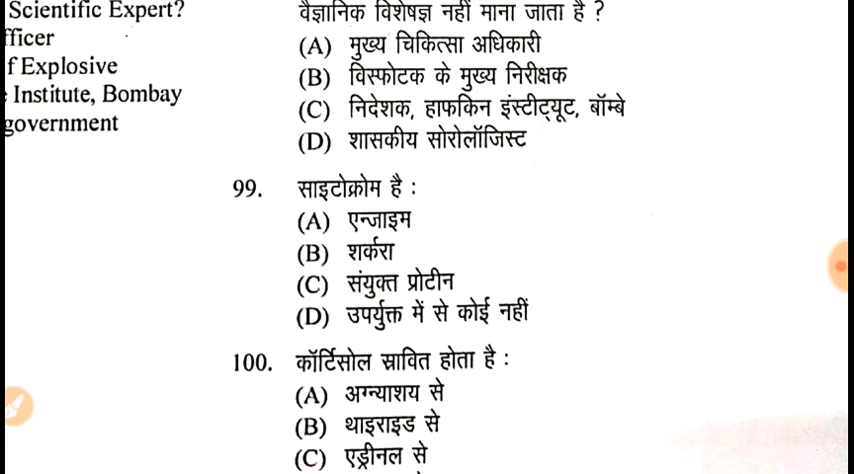 Scientific Expert?
fficer
f Explosive
Institute, Bombay
government
वैज्ञानिक विशेषज्ञ नहीं माना जाता है ?
(A) मुख्य चिकित्सा अधिकारी
(B) विस्फोटक के मुख्य निरीक्षक
(C) निदेशक, हाफकिन इंस्टीट्यूट, बॉम्बे
(D) शासकीय सोरोलॉजिस्ट
99. साइटोक्रोम है :
(A) एन्जाइम
(B) शर्करा
(C) संयुक्त प्रोटीन
(D) उपर्युक्त में से कोई नहीं
100. कॉर्टिसोल स्रावित होता है :
(A) अग्न्याशय से
(B) थाइराइड से
(C) एड्रीनल से